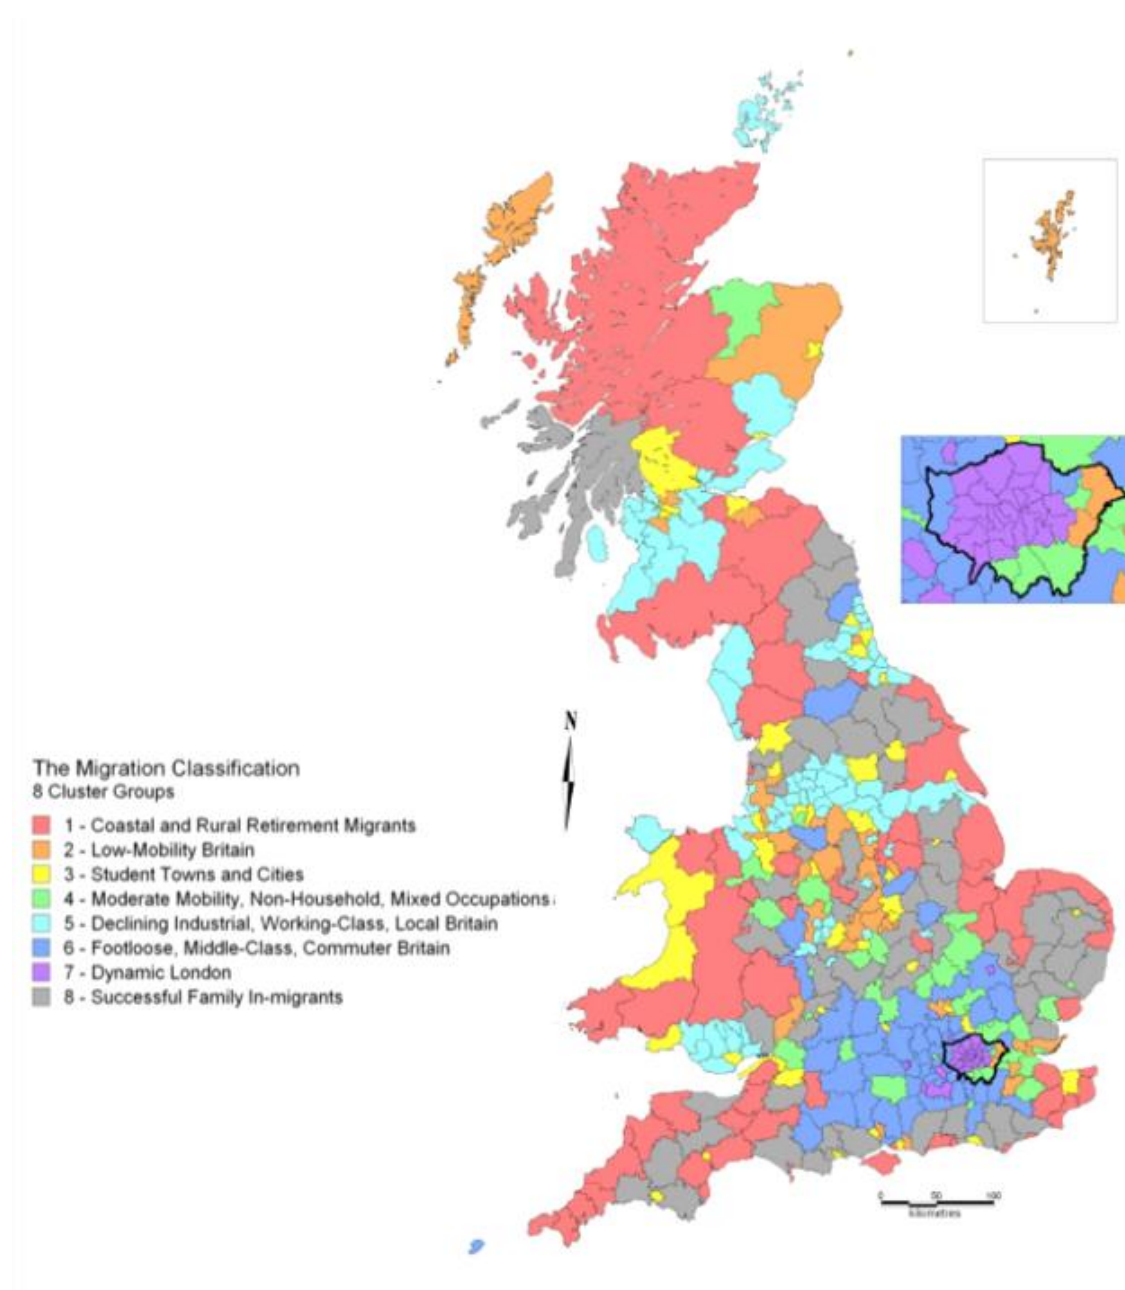 N
The Migration Classification
8 Cluster Groups
1 - Coastal and Rural Retirement Migrants
2 - Low-Mobility Britain
3 - Student Towns and Cities
4 - Moderate Mobility, Non-Household, Mixed Occupations
5 - Declining Industrial, Working-Class, Local Britain
6 - Footloose, Middle-Class, Commuter Britain
7 - Dynamic London
8 - Successful Family In-migrants
0 50 100
kilometres